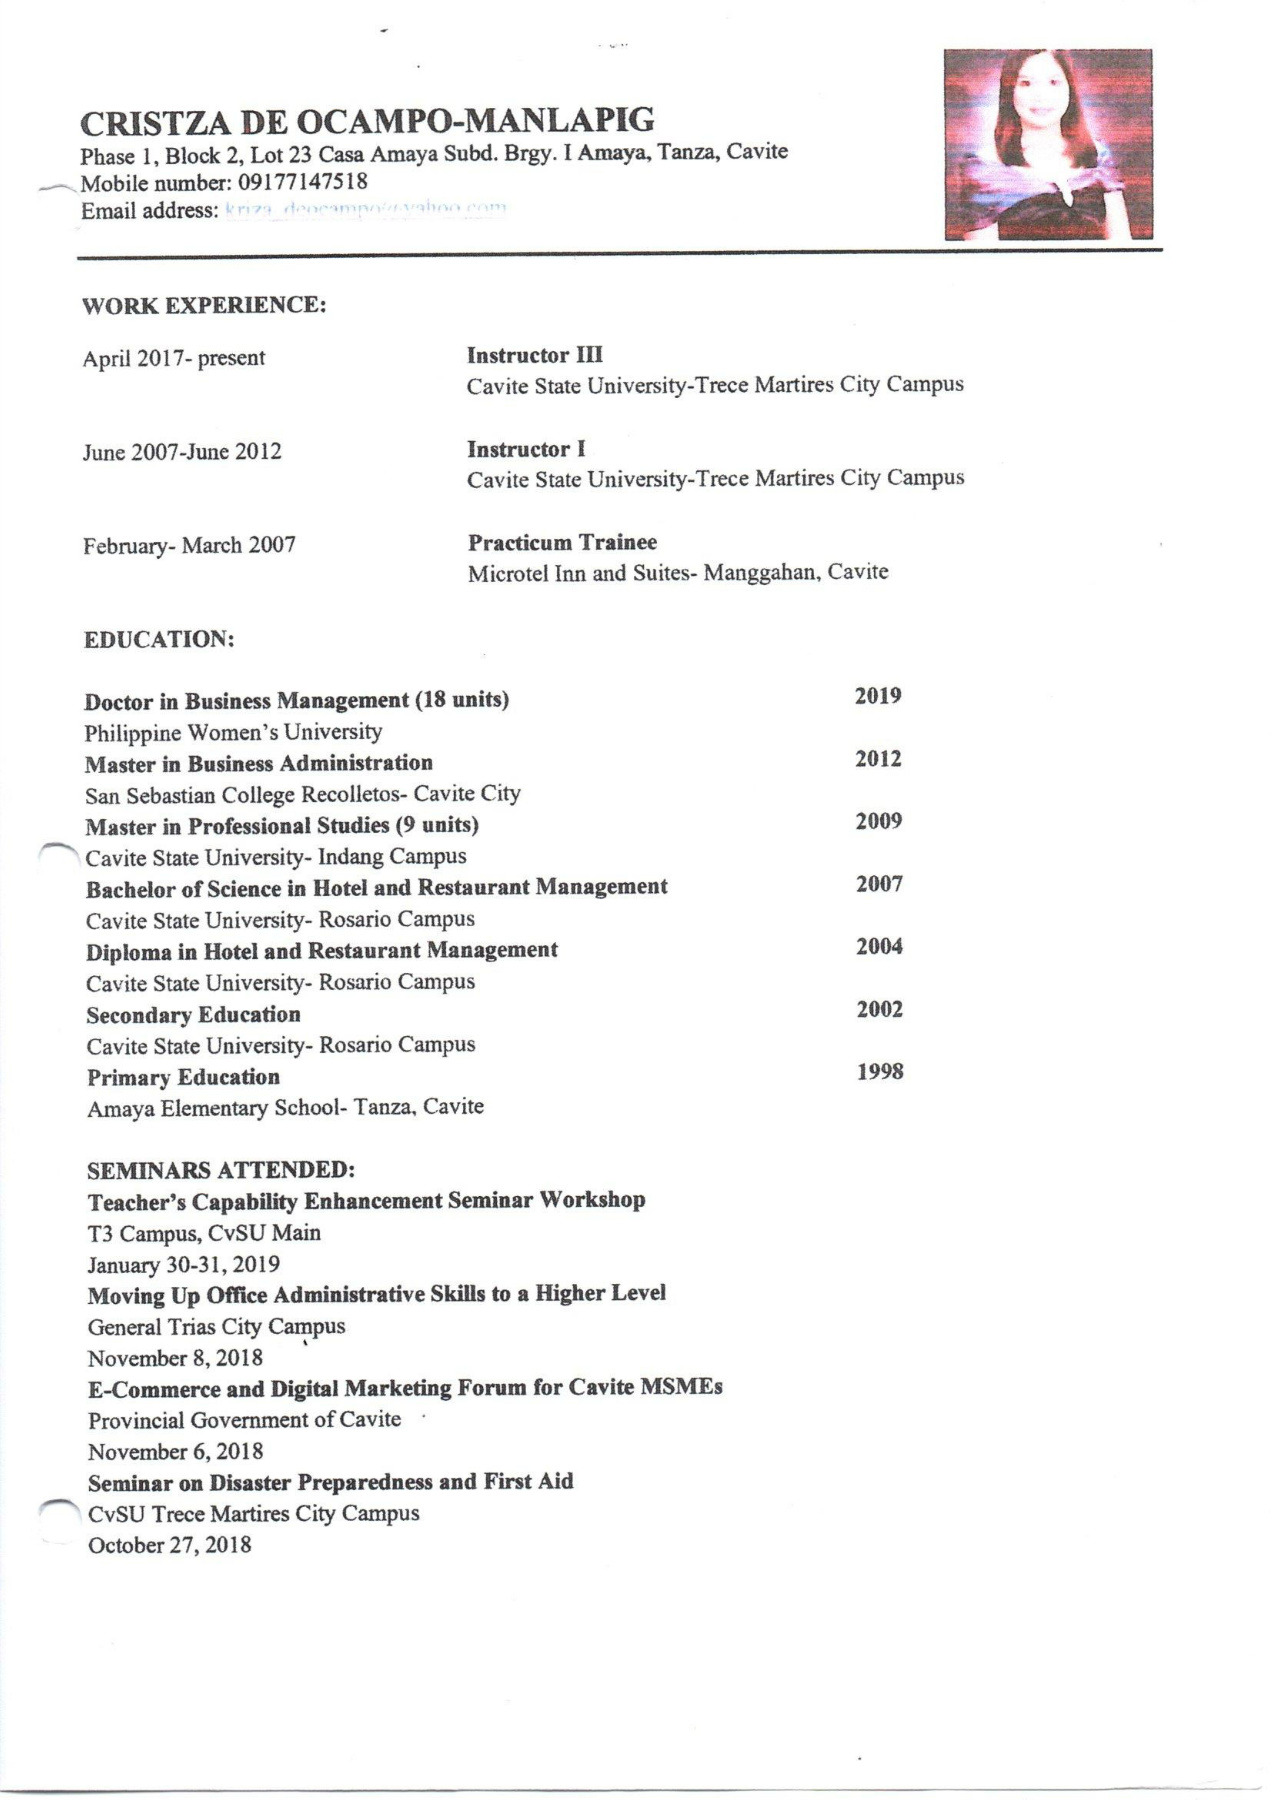 CRISTZA DE OCAMPO-MANLAPIG
Phase 1, Block 2, Lot 23 Casa Amaya Subd. Brgy. I Amaya, Tanza, Cavite
Mobile number: 09177147518
Email address: kriza_deocampo@yahoo.com
WORK EXPERIENCE:
April 2017- present Instructor III
Cavite State University-Trece Martires City Campus
June 2007-June 2012 Instructor I
Cavite State University-Trece Martires City Campus
February- March 2007 Practicum Trainee
Microtel Inn and Suites- Manggahan, Cavite
EDUCATION:
Doctor in Business Management (18 units) 2019
Philippine Women's University
Master in Business Administration 2012
San Sebastian College Recolletos- Cavite City
Master in Professional Studies (9 units) 2009
Cavite State University- Indang Campus
Bachelor of Science in Hotel and Restaurant Management 2007
Cavite State University- Rosario Campus
Diploma in Hotel and Restaurant Management 2004
Cavite State University- Rosario Campus
Secondary Education 2002
Cavite State University- Rosario Campus
Primary Education 1998
Amaya Elementary School- Tanza, Cavite
SEMINARS ATTENDED:
Teacher's Capability Enhancement Seminar Workshop
T3 Campus, CvSU Main
January 30-31, 2019
Moving Up Office Administrative Skills to a Higher Level
General Trias City Campus
November 8, 2018
E-Commerce and Digital Marketing Forum for Cavite MSMEs
Provincial Government of Cavite
November 6, 2018
Seminar on Disaster Preparedness and First Aid
CvSU Trece Martires City Campus
October 27, 2018